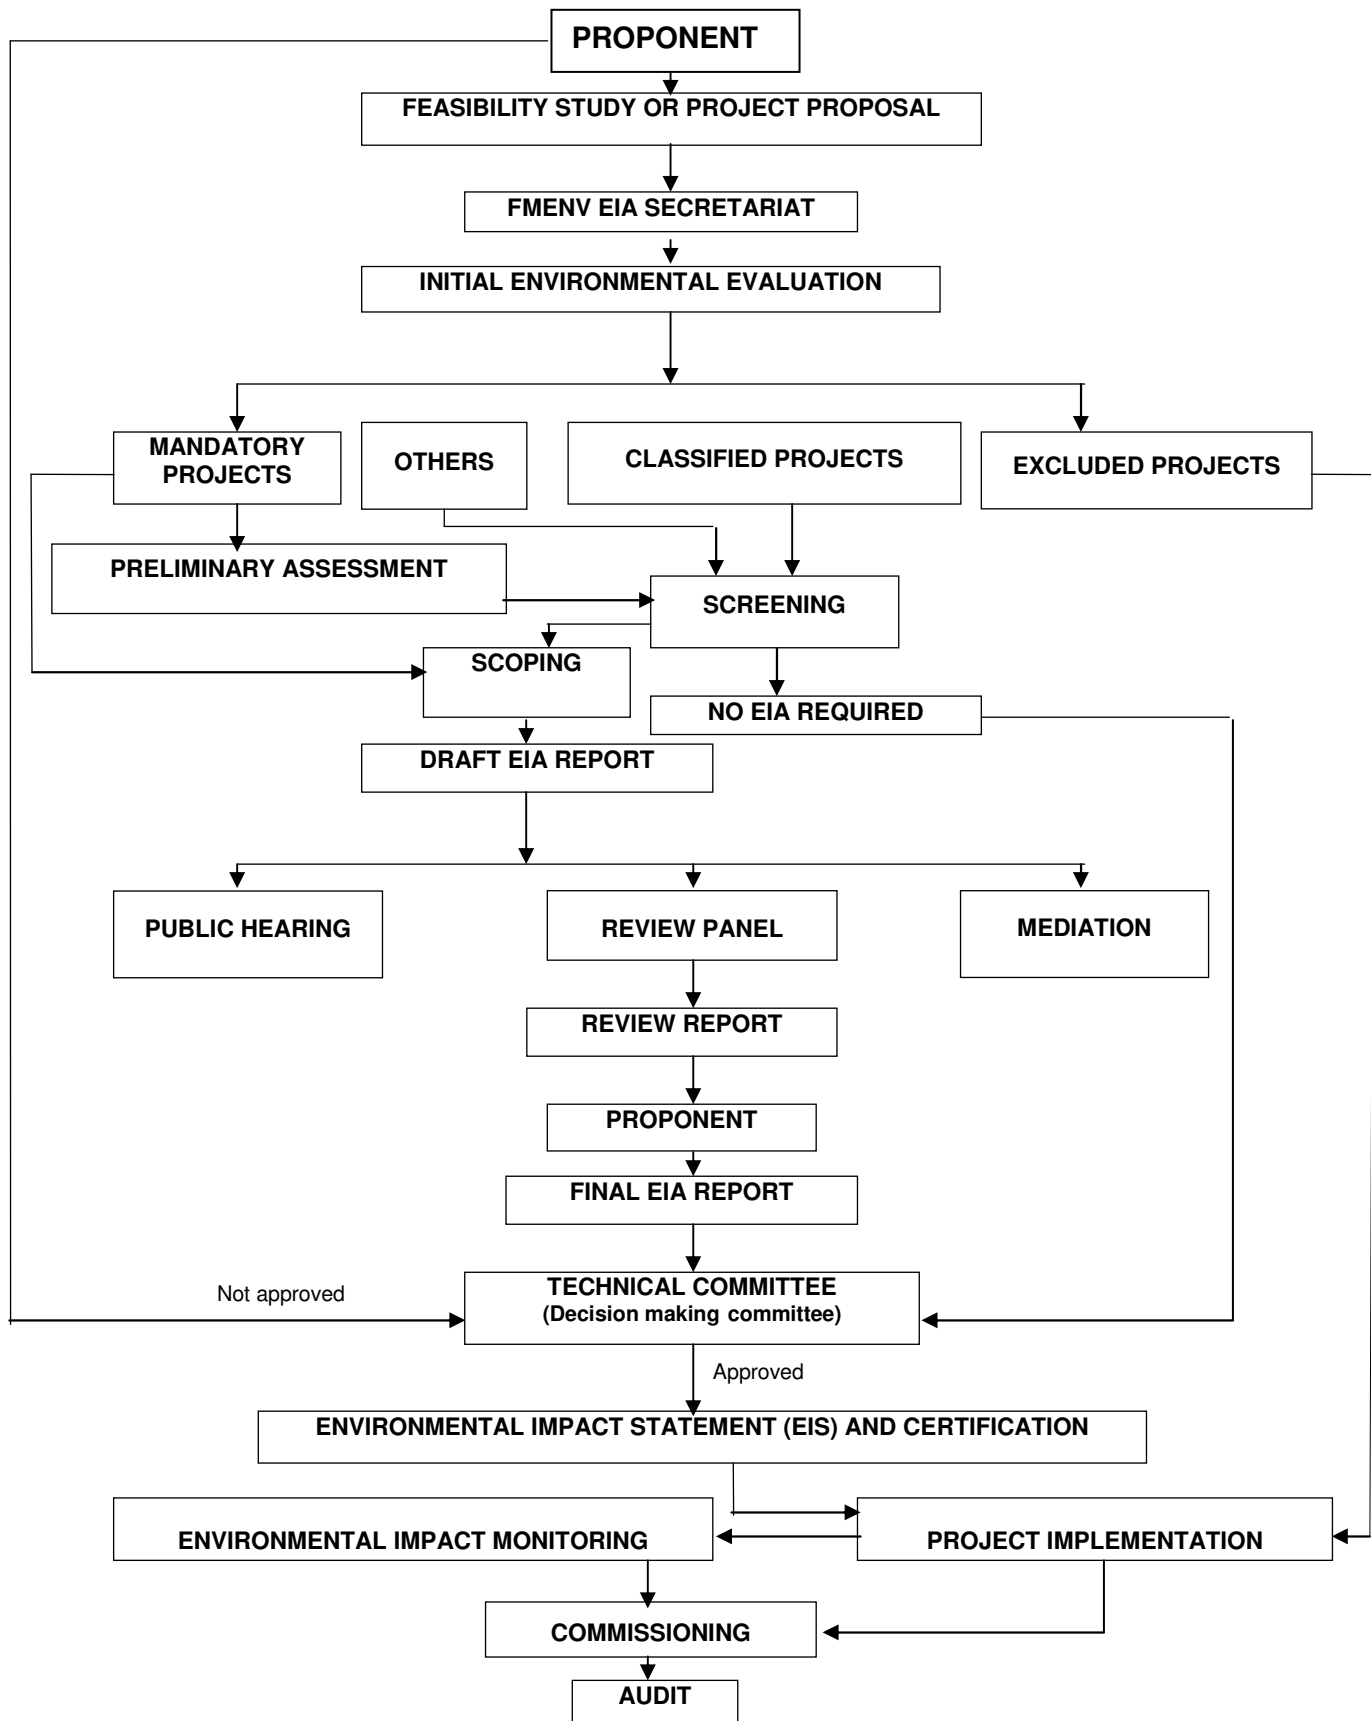 PROPONENT
FEASIBILITY STUDY OR PROJECT PROPOSAL
FMENV EIA SECRETARIAT
INITIAL ENVIRONMENTAL EVALUATION
MANDATORY
PROJECTS
OTHERS
CLASSIFIED PROJECTS
EXCLUDED PROJECTS
PRELIMINARY ASSESSMENT
SCREENING
SCOPING
NO EIA REQUIRED
DRAFT EIA REPORT
PUBLIC HEARING
REVIEW PANEL
MEDIATION
REVIEW REPORT
PROPONENT
FINAL EIA REPORT
TECHNICAL COMMITTEE
(Decision making committee)
Not approved
Approved
ENVIRONMENTAL IMPACT STATEMENT (EIS) AND CERTIFICATION
ENVIRONMENTAL IMPACT MONITORING
PROJECT IMPLEMENTATION
COMMISSIONING
AUDIT